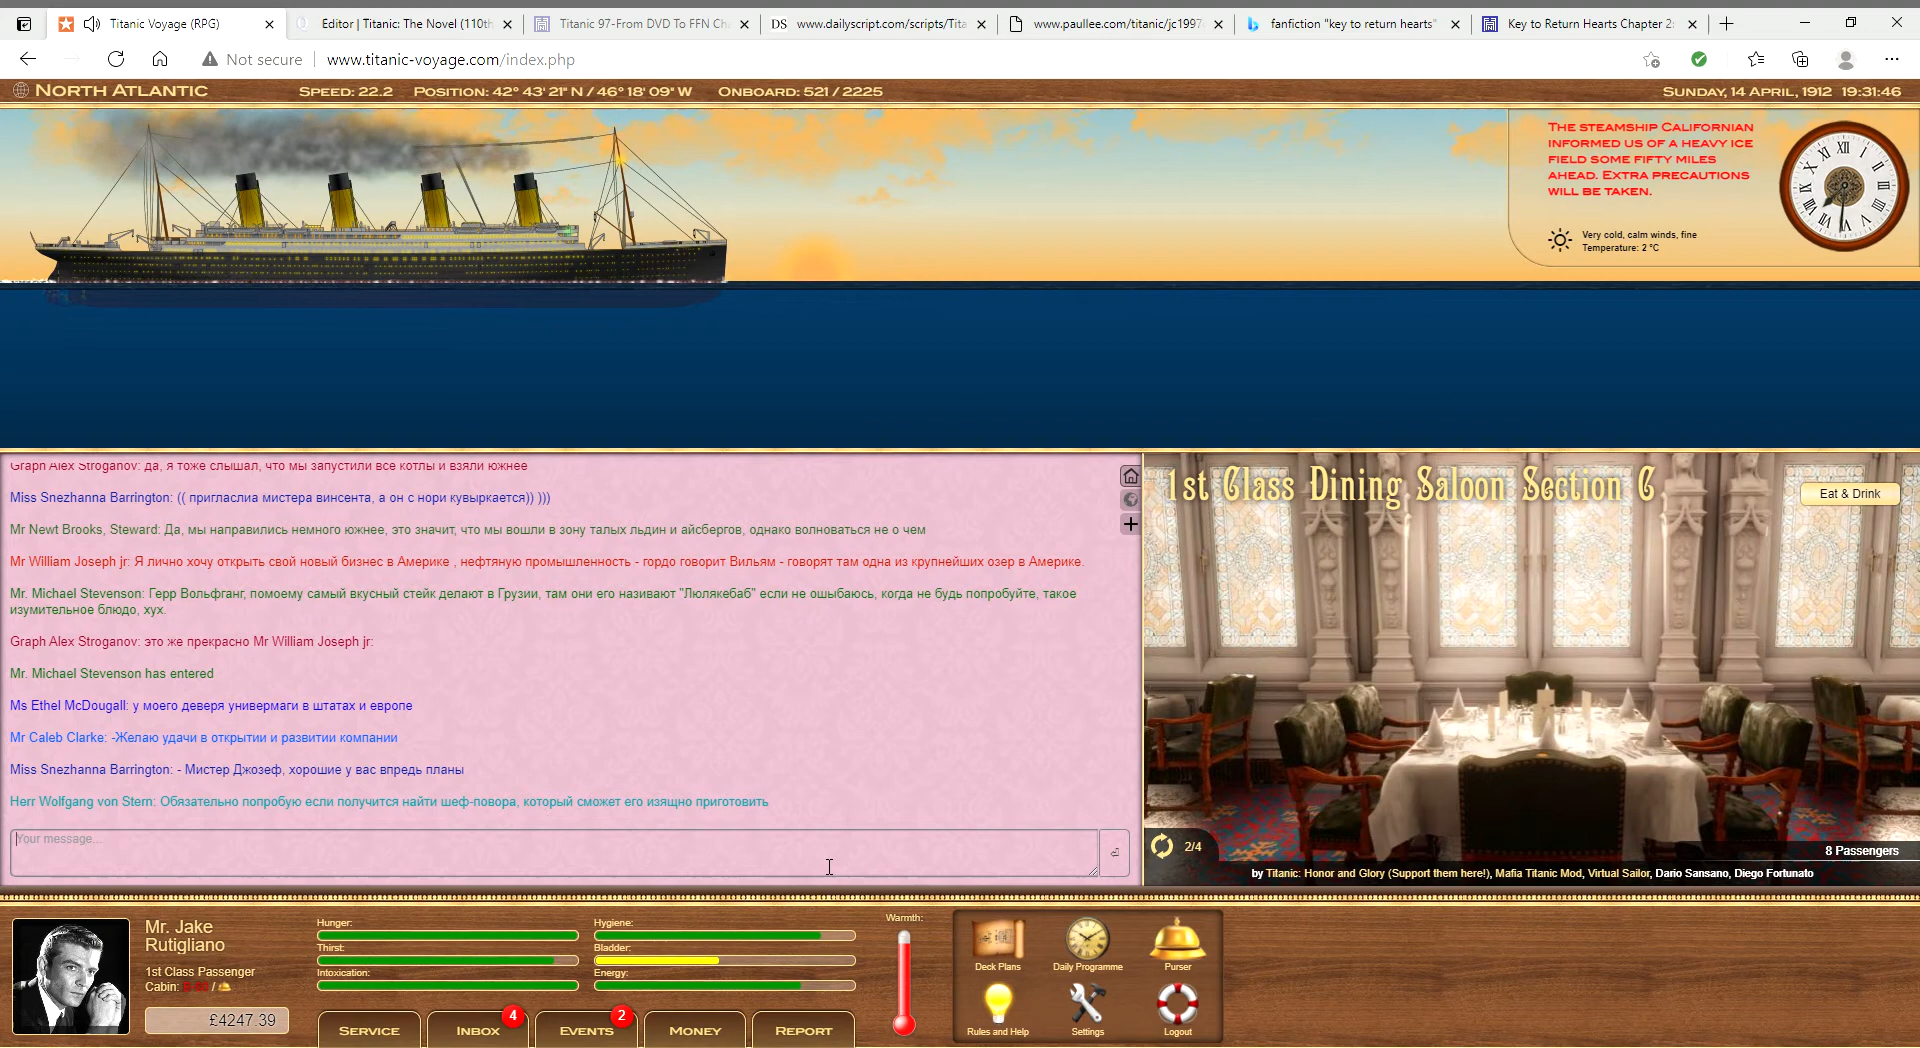 Titanic Voyage (RPG)
Editor | Titanic: The Novel (110th
Titanic 97-From DVD To FFN Ch
DS www.dailyscript.com/scripts/Tita
www.paullee.com/titanic/jc1997
fanfiction "key to return hearts"
Key to Return Hearts Chapter 2:
Not secure
www.titanic-voyage.com/index.php
North Atlantic
Speed: 22.2
Position: 42° 43' 21" N / 46° 18' 09" W
Onboard: 521 / 2225
Sunday, 14 April, 1912 19:31:46
The steamship Californian
informed us of a heavy ice
field some fifty miles
ahead. Extra precautions
will be taken.
Very cold, calm winds, fine
Temperature: 2 °C
Graph Alex Stroganov: да, я тоже слышал, что мы запустили все котлы и взяли южнее
Miss Snezhanna Barrington: (( пригласлиа мистера винсента, а он с нори кувыркается)) )))
Mr Newt Brooks, Steward: Да, мы направились немного южнее, это значит, что мы вошли в зону талых льдин и айсбергов, однако волноваться не о чем
Mr William Joseph jr: Я лично хочу открыть свой новый бизнес в Америке , нефтяную промышленность - гордо говорит Вильям - говорят там одна из крупнейших озер в Америке.
Mr. Michael Stevenson: Герр Вольфганг, помоему самый вкусный стейк делают в Грузии, там они его називают "Люлякебаб" если не ошыбаюсь, когда не будь попробуйте, такое
изумительное блюдо, хух.
Graph Alex Stroganov: это же прекрасно Mr William Joseph jr:
Mr. Michael Stevenson has entered
Ms Ethel McDougall: у моего деверя универмаги в штатах и европе
Mr Caleb Clarke: -Желаю удачи в открытии и развитии компании
Miss Snezhanna Barrington: - Мистер Джозеф, хорошие у вас впредь планы
Herr Wolfgang von Stern: Обязательно попробую если получится найти шеф-повора, который сможет его изящно приготовить
Your message...
1st Class Dining Saloon Section C
Eat & Drink
2/4
8 Passengers
by Titanic: Honor and Glory (Support them here!), Mafia Titanic Mod, Virtual Sailor, Dario Sansano, Diego Fortunato
Mr. Jake
Rutigliano
1st Class Passenger
Cabin:
£4247.39
Hunger:
Thirst:
Intoxication:
Hygiene:
Bladder:
Energy:
Warmth:
Service
Inbox
4
Events
2
Money
Report
Deck Plans
Daily Programme
Purser
Rules and Help
Settings
Logout